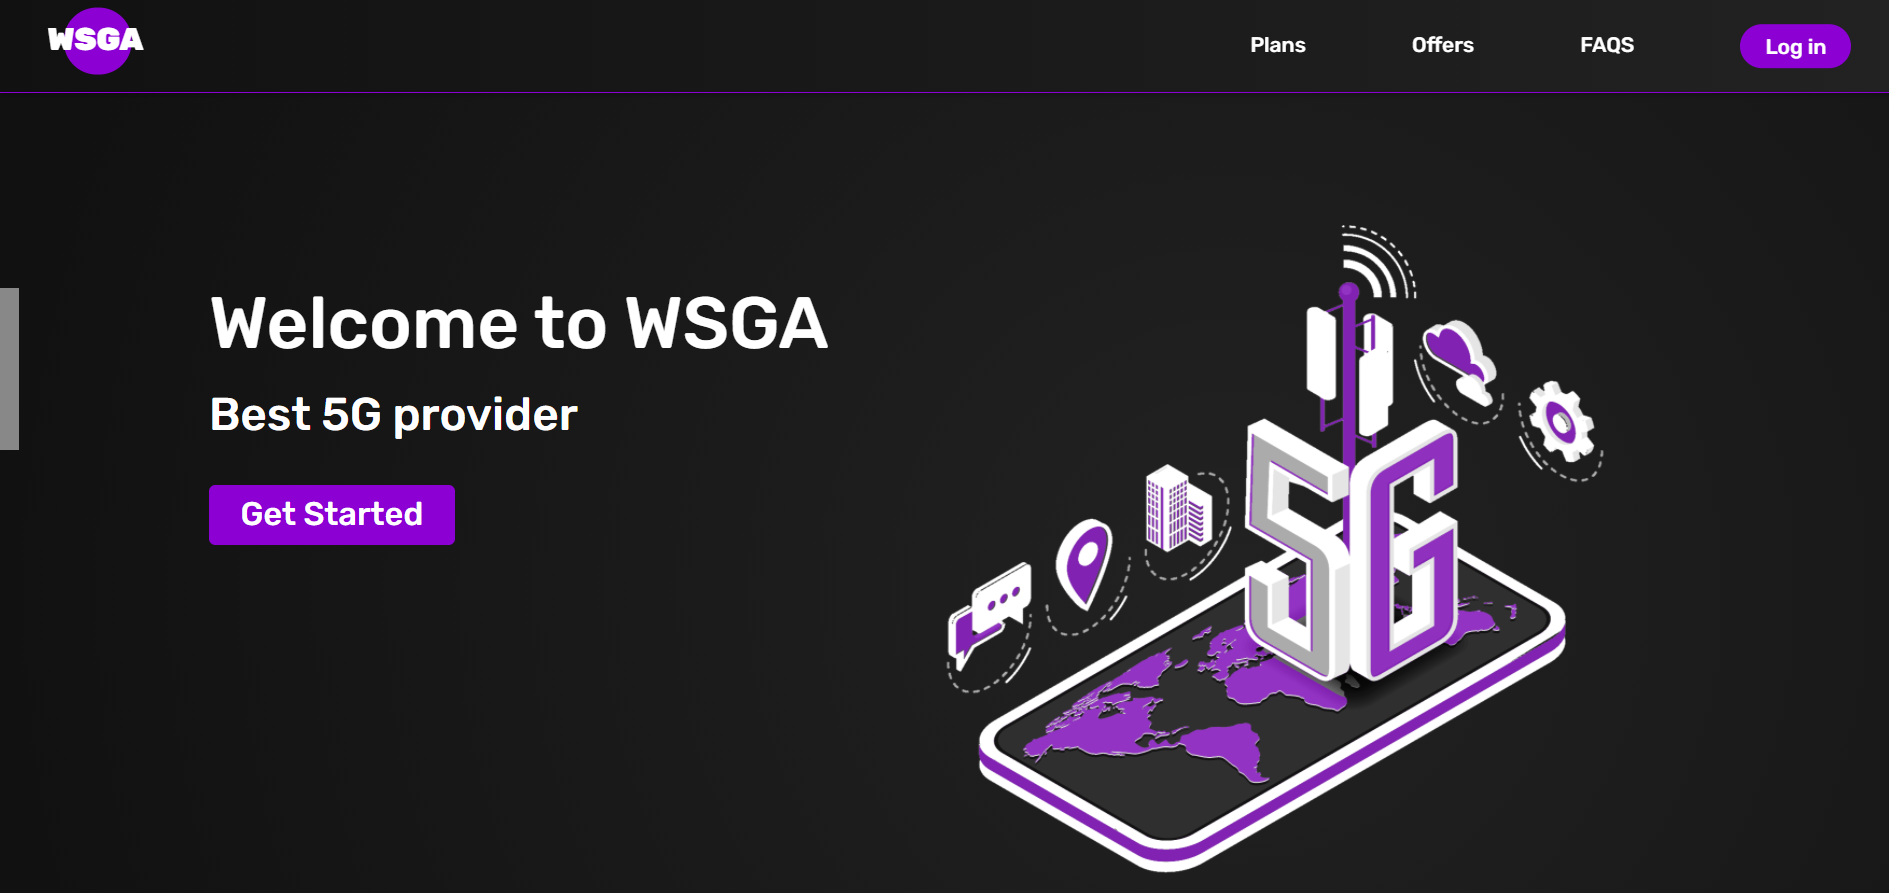 WSGA
Plans Offers FAQS Log in
Welcome to WSGA
Best 5G provider
Get Started
5G